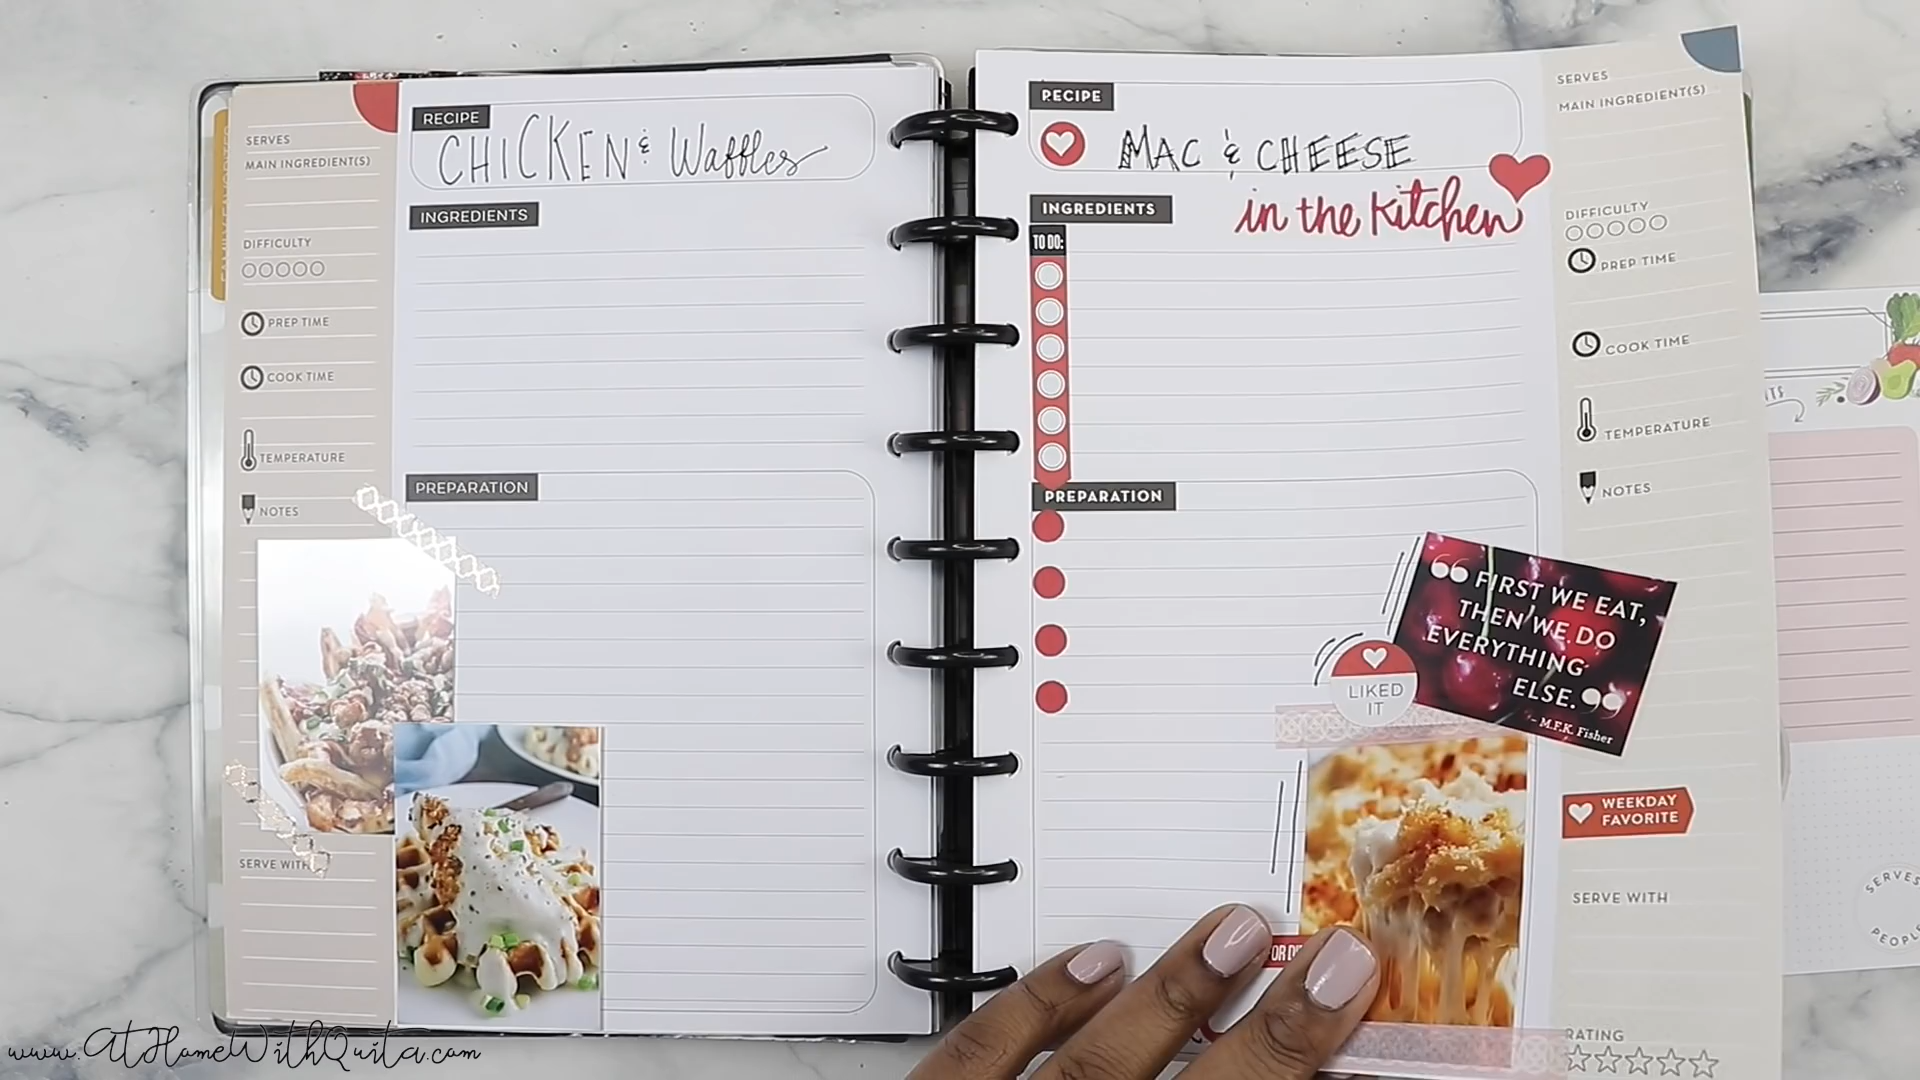 SERVES
MAIN INGREDIENT(S)
DIFFICULTY
PREP TIME
COOK TIME
TEMPERATURE
NOTES
SERVE WITH
RECIPE
CHICKEN & Waffles
INGREDIENTS
PREPARATION
RECIPE
MAC & CHEESE
in the Kitchen
INGREDIENTS
TO DO:
PREPARATION
“FIRST WE EAT,
THEN WE DO
EVERYTHING
ELSE.”
- M.F.K. Fisher
LIKED
IT
SERVES
MAIN INGREDIENT(S)
DIFFICULTY
PREP TIME
COOK TIME
TEMPERATURE
NOTES
WEEKDAY
FAVORITE
SERVE WITH
RATING
SERVES
PEOPLE
www.AtHomeWithQuita.com